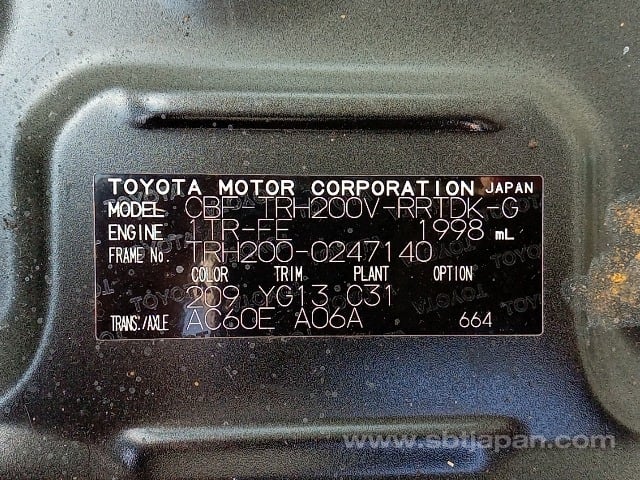 TOYOTA MOTOR CORPORATION JAPAN
MODEL CBF-TRH200V-RRTDK-G
ENGINE 1TR-FE 1998 mL
FRAME No. TRH200-0247140
COLOR TRIM PLANT OPTION
209 YG13 C31
TRANS./AXLE AC60E A06A 664
www.sbtjapan.com